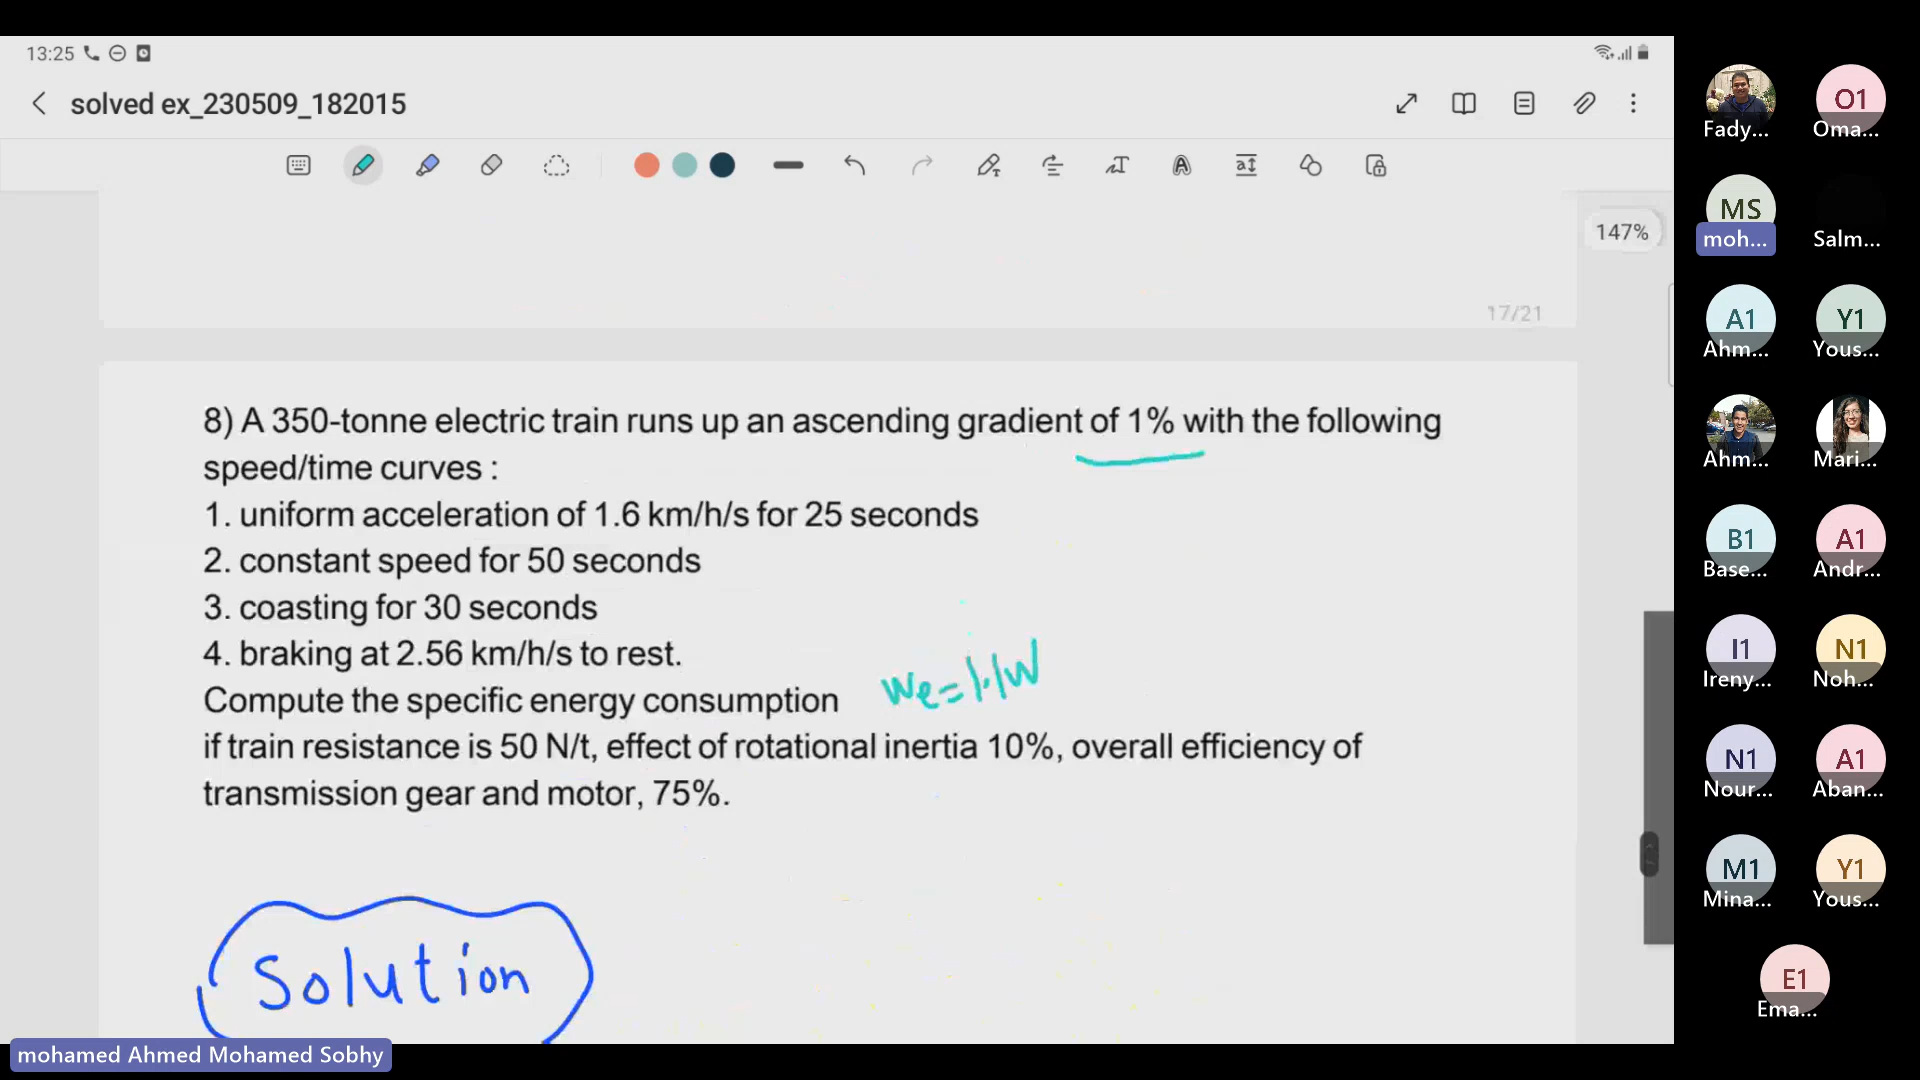 13:25
solved ex_230509_182015
147%
17/21
8) A 350-tonne electric train runs up an ascending gradient of 1% with the following
speed/time curves :
1. uniform acceleration of 1.6 km/h/s for 25 seconds
2. constant speed for 50 seconds
3. coasting for 30 seconds
4. braking at 2.56 km/h/s to rest.
We = 1.1W
Compute the specific energy consumption
if train resistance is 50 N/t, effect of rotational inertia 10%, overall efficiency of
transmission gear and motor, 75%.
Solution
mohamed Ahmed Mohamed Sobhy
Fady...
O1
Oma...
MS
moh...
Salm...
A1
Ahm...
Y1
Yous...
Ahm...
Mari...
B1
Base...
A1
Andr...
I1
Ireny...
N1
Noh...
N1
Nour...
A1
Aban...
M1
Mina...
Y1
Yous...
E1
Ema...